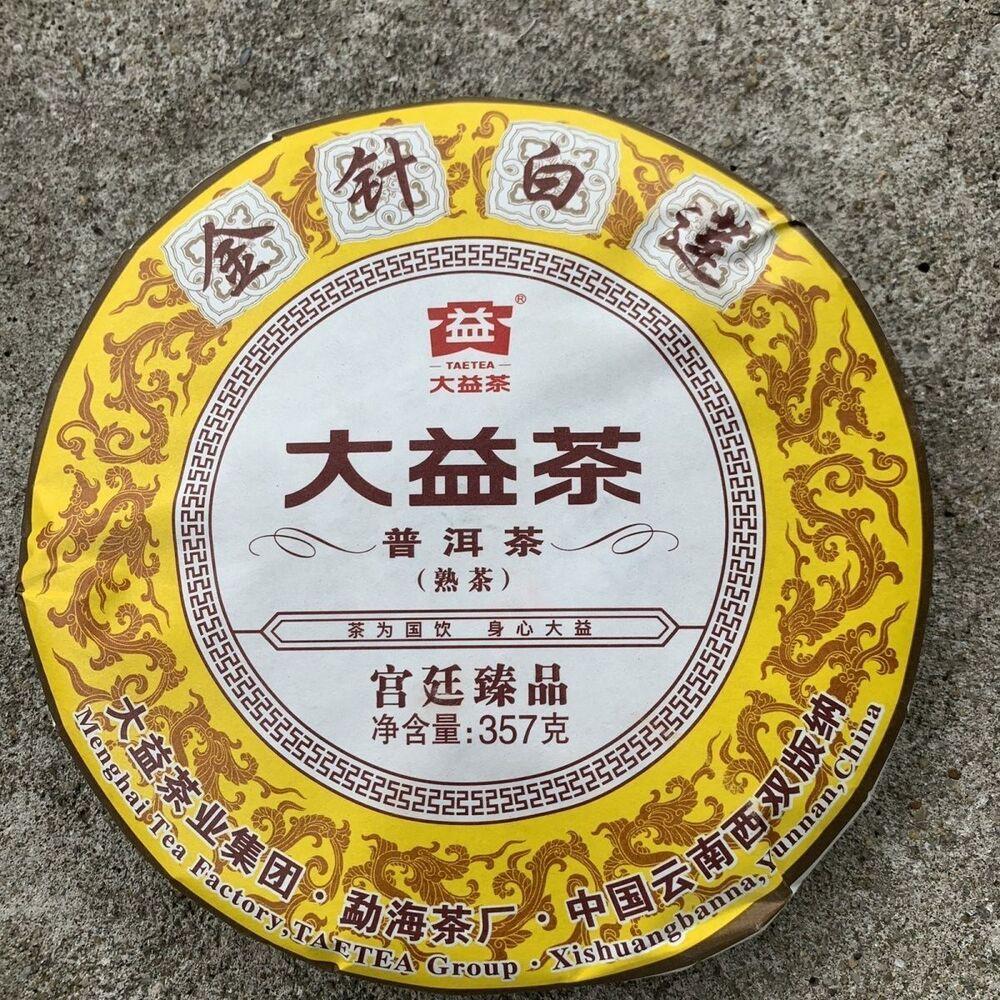 金针白莲
益®
TAETEA
大益茶
大益茶
普洱茶
(熟茶)
茶为国饮 身心大益
宫廷臻品
净含量:357克
大益茶业集团·勐海茶厂·中国云南西双版纳
Menghai Tea Factory,TAETEA Group·Xishuangbanna,Yunnan,China